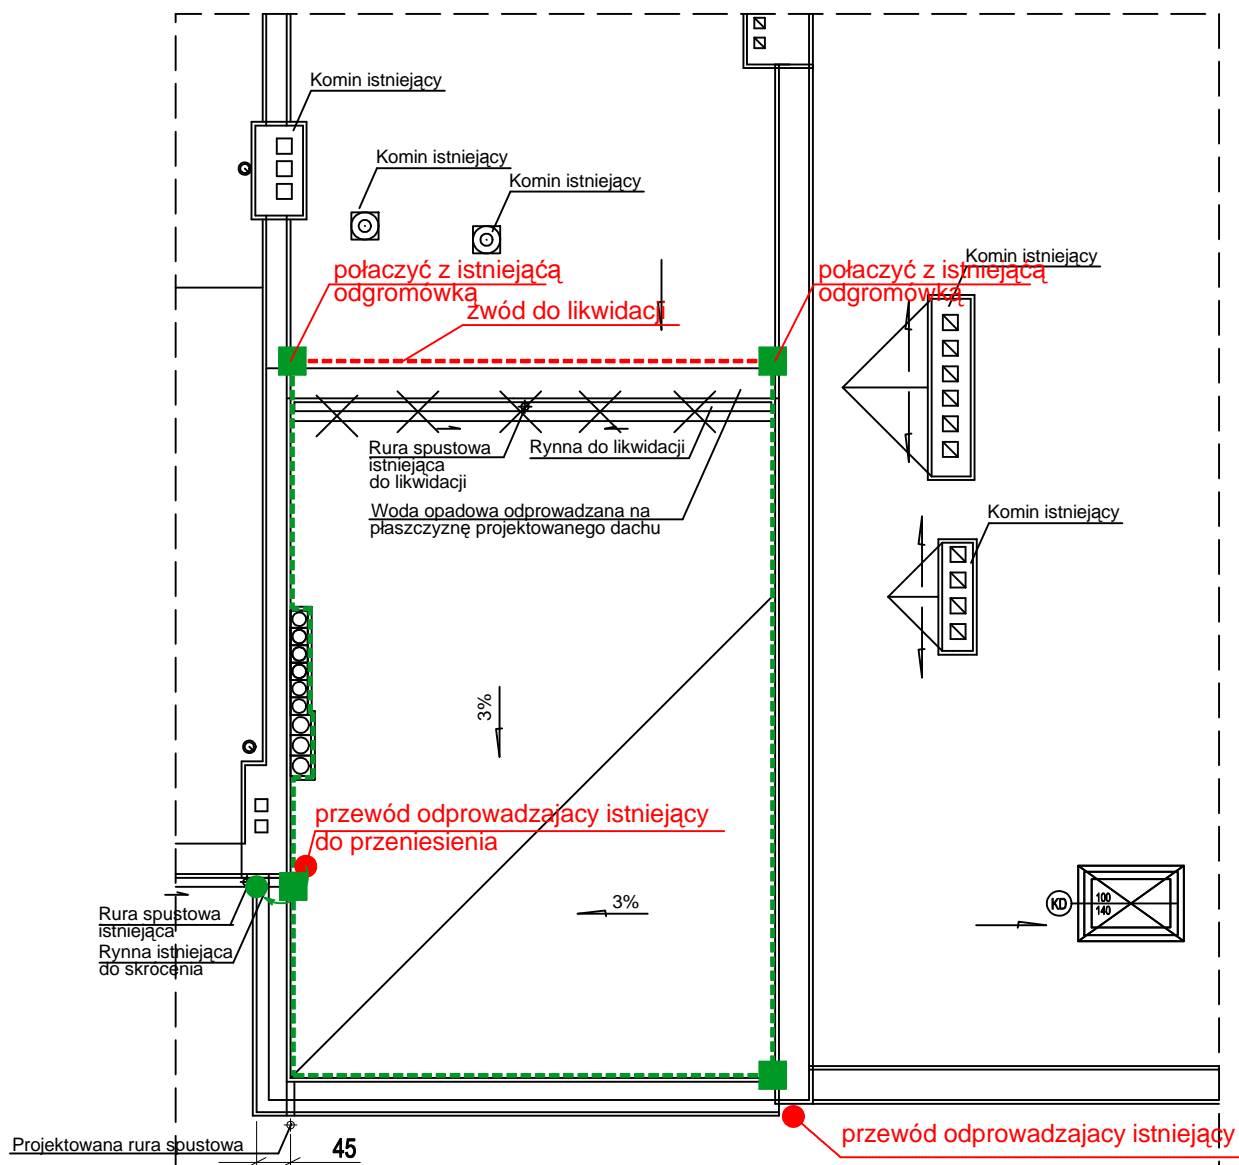 Komin istniejący
Komin istniejący
Komin istniejący
Komin istniejący
połaczyć z istniejąćą
odgromówką
połaczyć z istniejąćą
odgromówką
zwód do likwidacji
Rura spustowa
istniejąca
do likwidacji
Rynna do likwidacji
Woda opadowa odprowadzana na
płaszczyznę projektowanego dachu
Komin istniejący
3%
przewód odprowadzajacy istniejący
do przeniesienia
3%
KD
100
140
Rura spustowa
istniejąca
Rynna istniejąca
do skrócenia
Projektowana rura spustowa
45
przewód odprowadzajacy istniejący